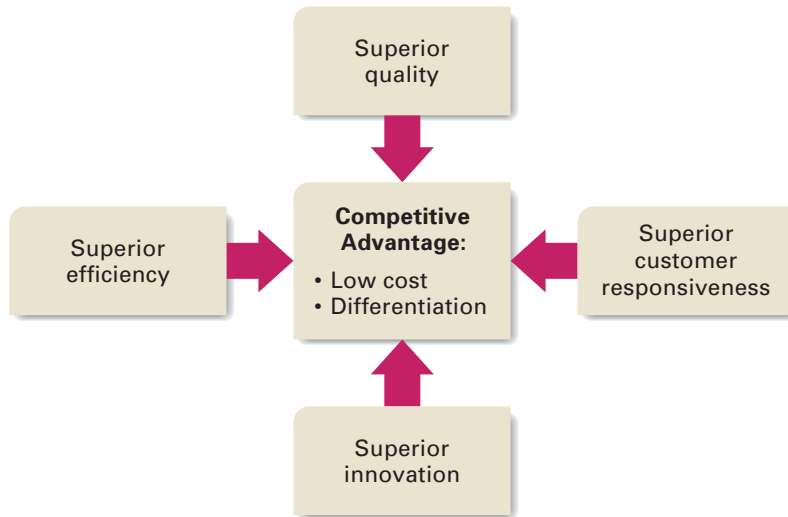 Superior
quality
Superior
efficiency
Competitive
Advantage:
• Low cost
• Differentiation
Superior
customer
responsiveness
Superior
innovation